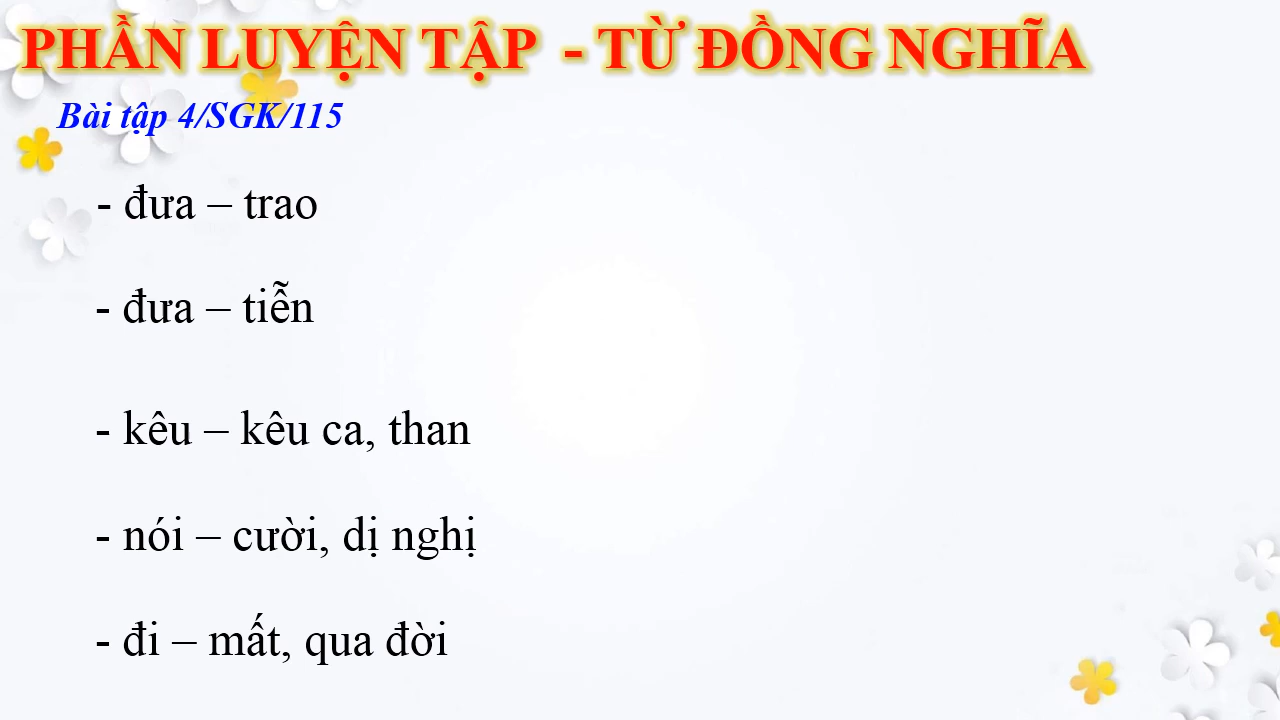 PHẦN LUYỆN TẬP - TỪ ĐỒNG NGHĨA
Bài tập 4/SGK/115
- đưa – trao
- đưa – tiễn
- kêu – kêu ca, than
- nói – cười, dị nghị
- đi – mất, qua đời